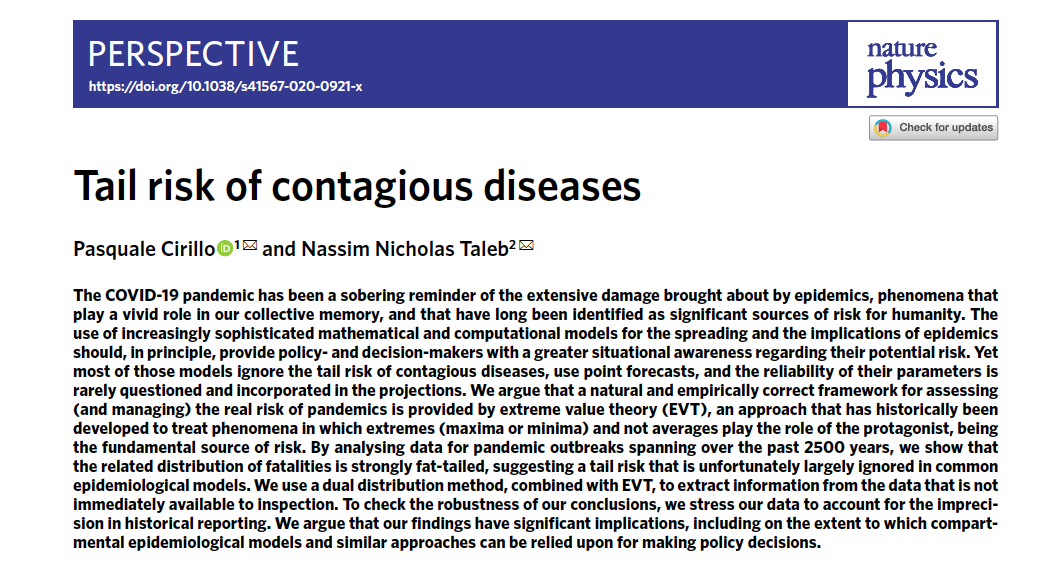 PERSPECTIVE
https://doi.org/10.1038/s41567-020-0921-x
nature
physics
Check for updates
Tail risk of contagious diseases
Pasquale Cirillo iD 1 ✉ and Nassim Nicholas Taleb2 ✉
The COVID-19 pandemic has been a sobering reminder of the extensive damage brought about by epidemics, phenomena that
play a vivid role in our collective memory, and that have long been identified as significant sources of risk for humanity. The
use of increasingly sophisticated mathematical and computational models for the spreading and the implications of epidemics
should, in principle, provide policy- and decision-makers with a greater situational awareness regarding their potential risk. Yet
most of those models ignore the tail risk of contagious diseases, use point forecasts, and the reliability of their parameters is
rarely questioned and incorporated in the projections. We argue that a natural and empirically correct framework for assessing
(and managing) the real risk of pandemics is provided by extreme value theory (EVT), an approach that has historically been
developed to treat phenomena in which extremes (maxima or minima) and not averages play the role of the protagonist, being
the fundamental source of risk. By analysing data for pandemic outbreaks spanning over the past 2500 years, we show that
the related distribution of fatalities is strongly fat-tailed, suggesting a tail risk that is unfortunately largely ignored in common
epidemiological models. We use a dual distribution method, combined with EVT, to extract information from the data that is not
immediately available to inspection. To check the robustness of our conclusions, we stress our data to account for the impreci-
sion in historical reporting. We argue that our findings have significant implications, including on the extent to which compart-
mental epidemiological models and similar approaches can be relied upon for making policy decisions.